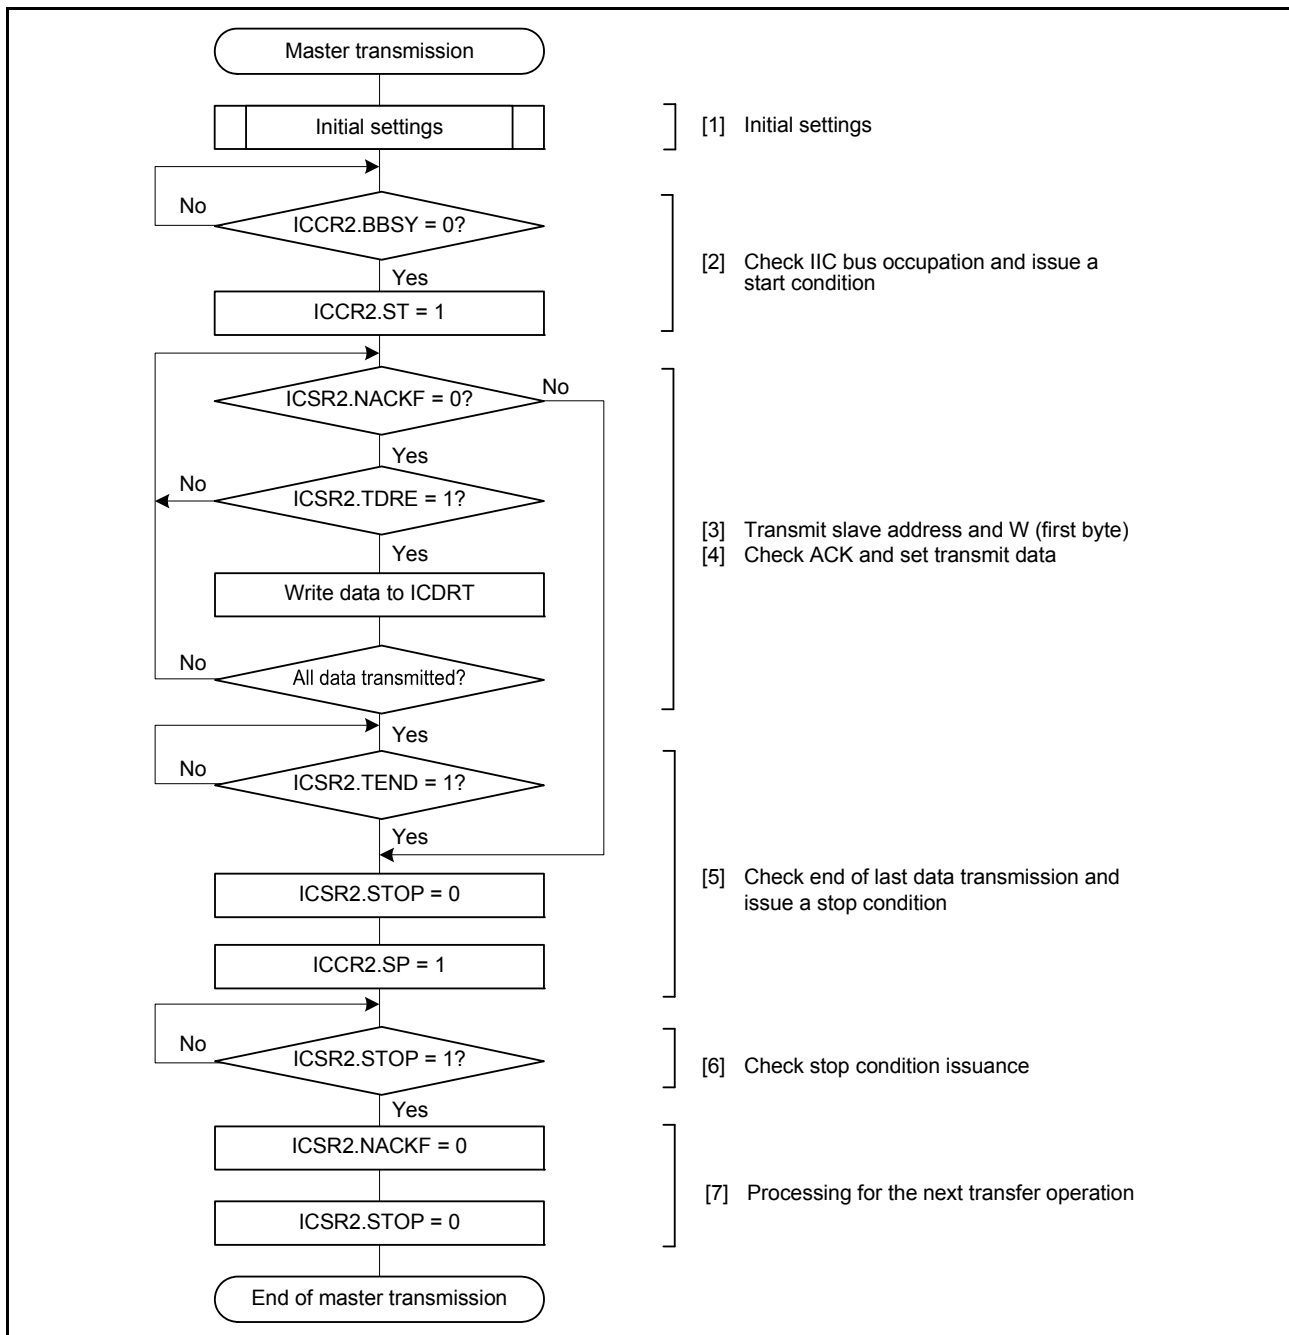 Master transmission
Initial settings
[1] Initial settings
No
ICCR2.BBSY = 0?
Yes
[2] Check IIC bus occupation and issue a
start condition
ICCR2.ST = 1
ICSR2.NACKF = 0?
No
Yes
No
ICSR2.TDRE = 1?
Yes
[3] Transmit slave address and W (first byte)
[4] Check ACK and set transmit data
Write data to ICDRT
No
All data transmitted?
Yes
No
ICSR2.TEND = 1?
Yes
ICSR2.STOP = 0
[5] Check end of last data transmission and
issue a stop condition
ICCR2.SP = 1
No
ICSR2.STOP = 1?
[6] Check stop condition issuance
Yes
ICSR2.NACKF = 0
[7] Processing for the next transfer operation
ICSR2.STOP = 0
End of master transmission